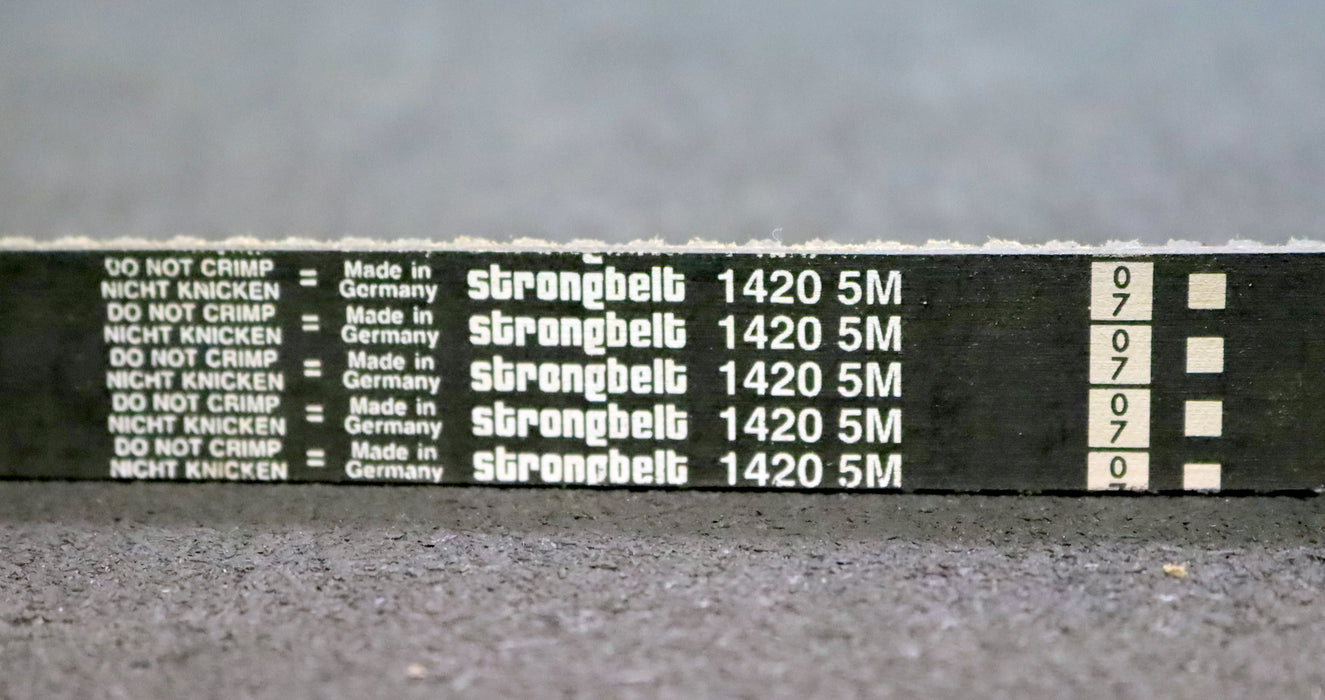 DO NOT CRIMP
NICHT KNICKEN = Made in Germany strongbelt 1420 5M 0 7
DO NOT CRIMP
NICHT KNICKEN = Made in Germany strongbelt 1420 5M 0 7
DO NOT CRIMP
NICHT KNICKEN = Made in Germany strongbelt 1420 5M 0 7
DO NOT CRIMP
NICHT KNICKEN = Made in Germany strongbelt 1420 5M 0
DO NOT CRIMP
NICHT KNICKEN = Made in Germany strongbelt 1420 5M